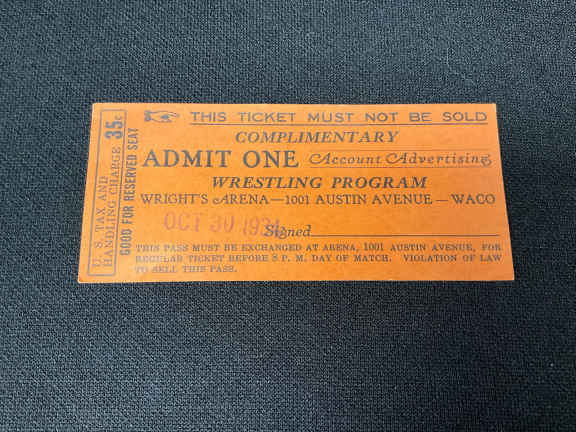 THIS TICKET MUST NOT BE SOLD
COMPLIMENTARY
ADMIT ONE Account Advertising
WRESTLING PROGRAM
WRIGHT'S ARENA—1001 AUSTIN AVENUE — WACO
OCT 30 1934
Signed
THIS PASS MUST BE EXCHANGED AT ARENA, 1001 AUSTIN AVENUE, FOR
REGULAR TICKET BEFORE 8 P. M. DAY OF MATCH. VIOLATION OF LAW
TO SELL THIS PASS.
U. S. TAX AND
HANDLING CHARGE 35c
GOOD FOR RESERVED SEAT